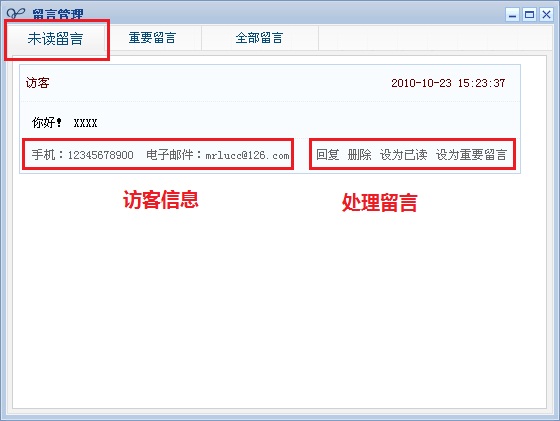 留言管理
未读留言 重要留言 全部留言
访客 2010-10-23 15:23:37
你好! XXXX
手机：12345678900 电子邮件：mrlucc@126.com 回复 删除 设为已读 设为重要留言
访客信息 处理留言